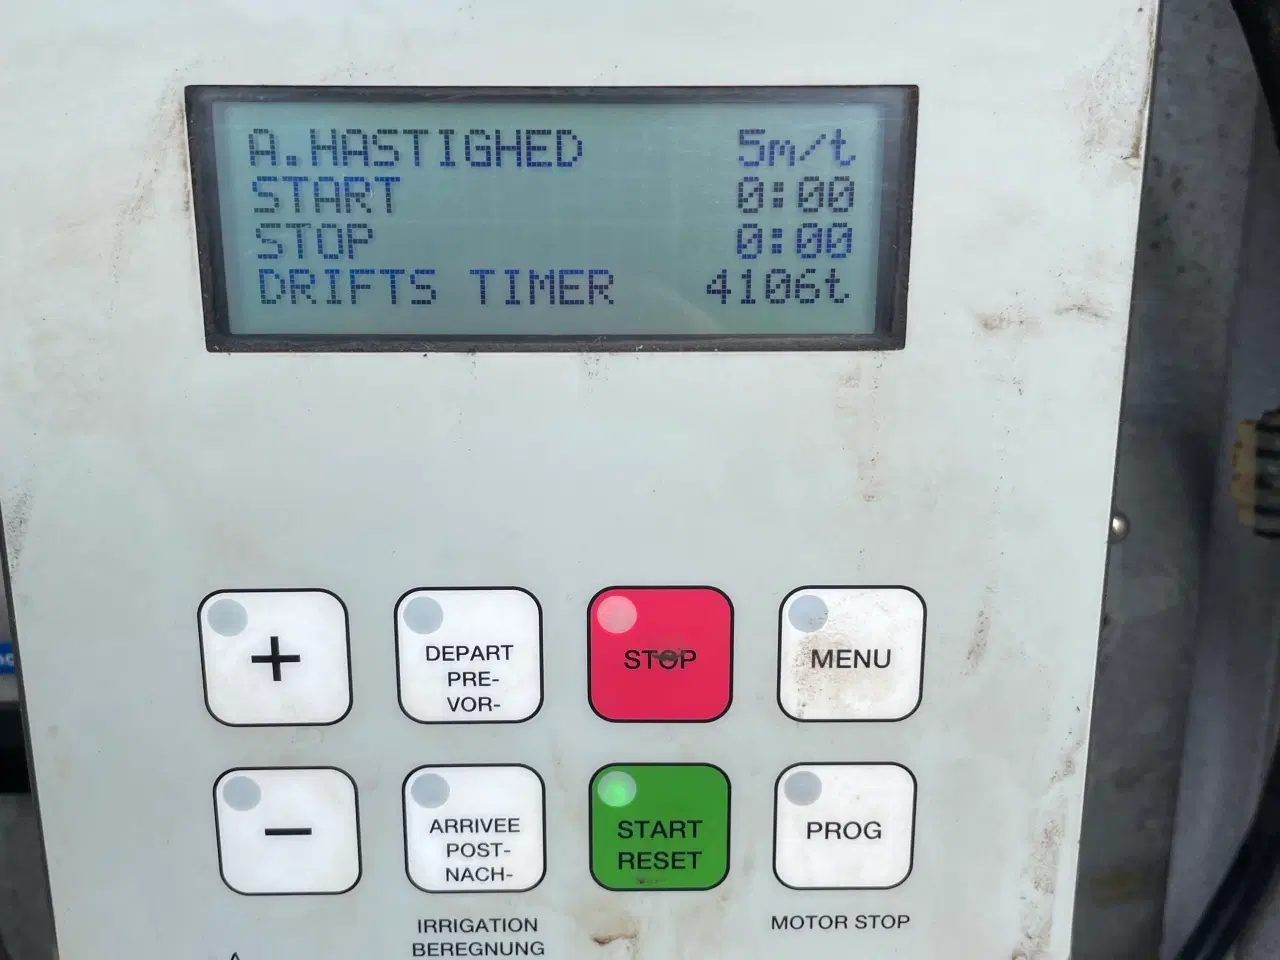 A.HASTIGHED 5m/t
START 0:00
STOP 0:00
DRIFTS TIMER 4106t
+
DEPART
PRE-
VOR-
STOP
MENU
−
ARRIVEE
POST-
NACH-
START
RESET
PROG
IRRIGATION
BEREGNUNG
MOTOR STOP